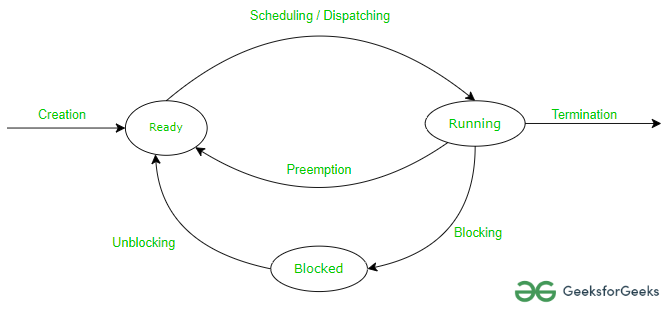 Scheduling / Dispatching
Creation
Ready
Running
Termination
Preemption
Unblocking
Blocking
Blocked
GeeksforGeeks